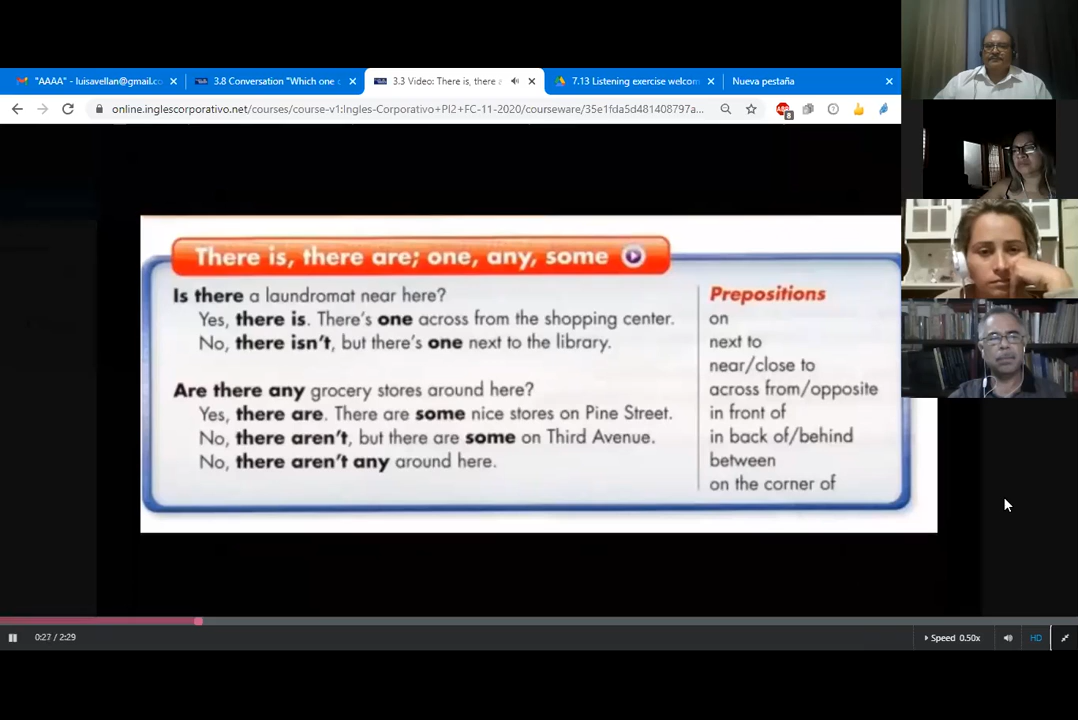 "AAAA" - luisavellan@gmail.co
3.8 Conversation "Which one c
3.3 Video: There is, there a
7.13 Listening exercise welcom
Nueva pestaña
online.inglescorporativo.net/courses/course-v1:Ingles-Corporativo+PI2+FC-11-2020/courseware/35e1fda5d481408797a...
ABP
8
There is, there are; one, any, some
Is there a laundromat near here?
Yes, there is. There's one across from the shopping center.
No, there isn't, but there's one next to the library.
Are there any grocery stores around here?
Yes, there are. There are some nice stores on Pine Street.
No, there aren't, but there are some on Third Avenue.
No, there aren't any around here.
Prepositions
on
next to
near/close to
across from/opposite
in front of
in back of/behind
between
on the corner of
0:27 / 2:29
Speed 0.50x
HD